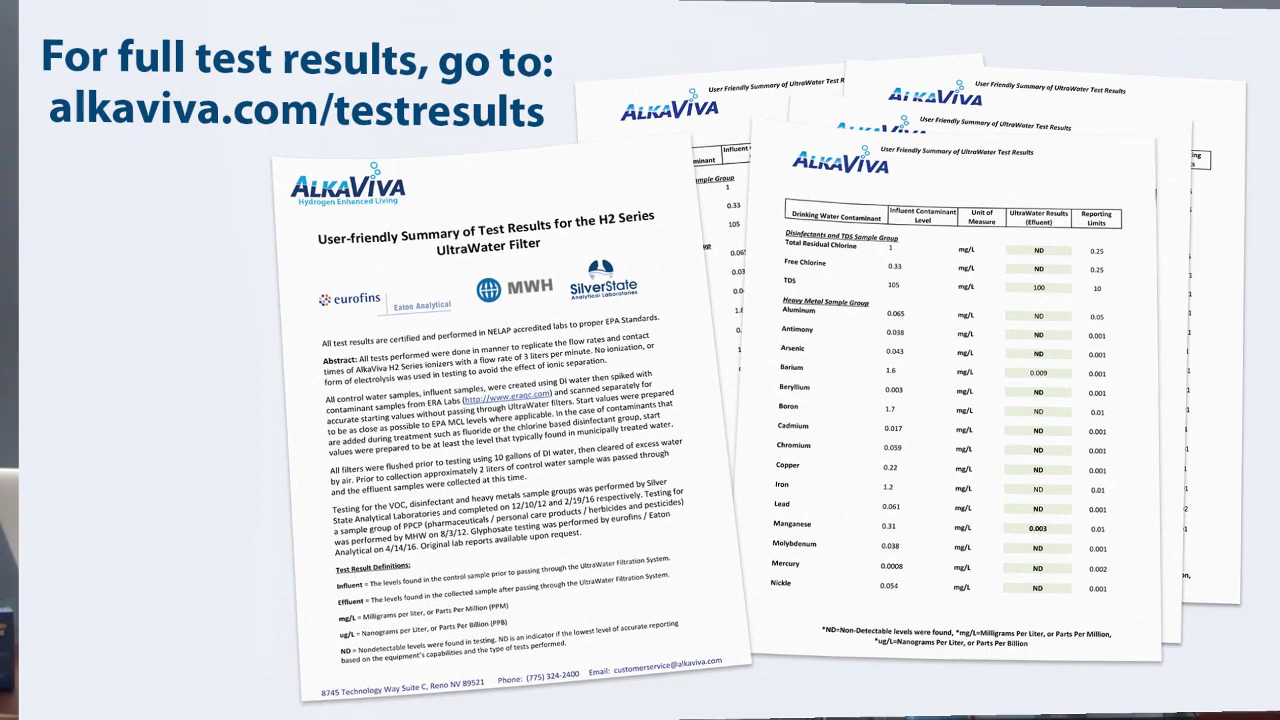 For full test results, go to:
alkaviva.com/testresults
ALKAVIVA
Hydrogen Enhanced Living
User-friendly Summary of Test Results for the H2 Series
UltraWater Filter
eurofins
Eaton Analytical
MWH
SilverState
Analytical Laboratories
All test results are certified and performed in NELAP accredited labs to proper EPA Standards.
Abstract: All tests performed were done in manner to replicate the flow rates and contact
times of AlkaViva H2 Series ionizers with a flow rate of 3 liters per minute. No ionization, or
form of electrolysis was used in testing to avoid the effect of ionic separation.
All control water samples, influent samples, were created using DI water then spiked with
contaminant samples from ERA Labs (http://www.eraqc.com) and scanned separately for
accurate starting values without passing through UltraWater filters. Start values were prepared
to be as close as possible to EPA MCL levels where applicable. In the case of contaminants that
are added during treatment such as fluoride or the chlorine based disinfectant group, start
values were prepared to be at least the level that typically found in municipally treated water.
All filters were flushed prior to testing using 10 gallons of DI water, then cleared of excess water
by air. Prior to collection approximately 2 liters of control water sample was passed through
and the effluent samples were collected at this time.
Testing for the VOC, disinfectant and heavy metals sample groups was performed by Silver
State Analytical Laboratories and completed on 12/10/12 and 2/19/16 respectively. Testing for
a sample group of PPCP (pharmaceuticals / personal care products / herbicides and pesticides)
was performed by MHW on 8/3/12. Glyphosate testing was performed by eurofins / Eaton
Analytical on 4/14/16. Original lab reports available upon request.
Test Result Definitions:
Influent = The levels found in the control sample prior to passing through the UltraWater Filtration System.
Effluent = The levels found in the collected sample after passing through the UltraWater Filtration System.
mg/L = Milligrams per liter, or Parts Per Million (PPM)
ug/L = Nanograms per Liter, or Parts Per Billion (PPB)
ND = Nondetectable levels were found in testing. ND is an indicator if the lowest level of accurate reporting
based on the equipment's capabilities and the type of tests performed.
8745 Technology Way Suite C, Reno NV 89521 Phone: (775) 324-2400 Email: customerservice@alkaviva.com
ALKAVIVA
User Friendly Summary of UltraWater Test
Influent
1
0.33
105
ALKAVIVA
User Friendly Summary of UltraWater Test Results
User Friendly Summary of UltraWater Test Results
ALKAVIVA
User Friendly Summary of UltraWater Test Results
Drinking Water Contaminant Influent Contaminant Level Unit of Measure UltraWater Results (Effluent) Reporting Limits
Disinfectants and TDS Sample Group
Total Residual Chlorine 1 mg/L ND 0.25
Free Chlorine 0.33 mg/L ND 0.25
TDS 105 mg/L 100 10
Heavy Metal Sample Group
Aluminum 0.065 mg/L ND 0.05
Antimony 0.038 mg/L ND 0.001
Arsenic 0.043 mg/L ND 0.001
Barium 1.6 mg/L 0.009 0.001
Beryllium 0.003 mg/L ND 0.001
Boron 1.7 mg/L ND 0.01
Cadmium 0.017 mg/L ND 0.001
Chromium 0.059 mg/L ND 0.001
Copper 0.22 mg/L ND 0.001
Iron 1.2 mg/L ND 0.01
Lead 0.061 mg/L ND 0.001
Manganese 0.31 mg/L 0.003 0.01
Molybdenum 0.038 mg/L ND 0.001
Mercury 0.0008 mg/L ND 0.002
Nickle 0.054 mg/L ND 0.001
*ND=Non-Detectable levels were found, *mg/L=Milligrams Per Liter, or Parts Per Million,
*ug/L=Nanograms Per Liter, or Parts Per Billion